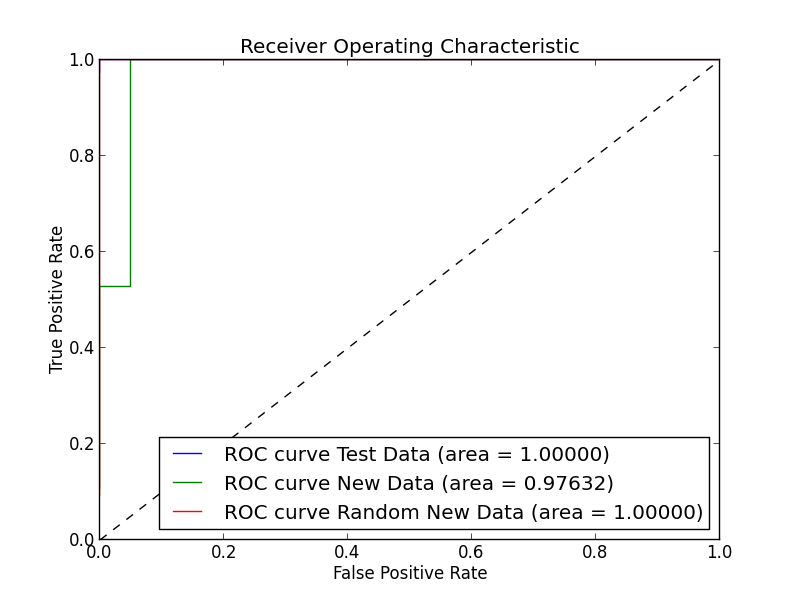 Receiver Operating Characteristic
1.0
0.8
0.6
0.4
0.2
0.0
True Positive Rate
ROC curve Test Data (area = 1.00000)
ROC curve New Data (area = 0.97632)
ROC curve Random New Data (area = 1.00000)
0.0 0.2 0.4 0.6 0.8 1.0
False Positive Rate